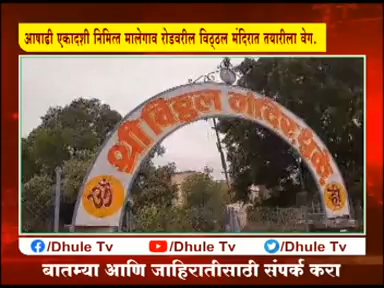 आषाढी एकादशी निमित्त मालेगाव रोडवरील विठ्ठल मंदिरात तयारीला वेग.
श्री विठ्ठल मंदिर, धुळे
ॐ
श्री
/Dhule Tv /Dhule Tv /Dhule Tv
बातम्या आणि जाहिरातीसाठी संपर्क करा